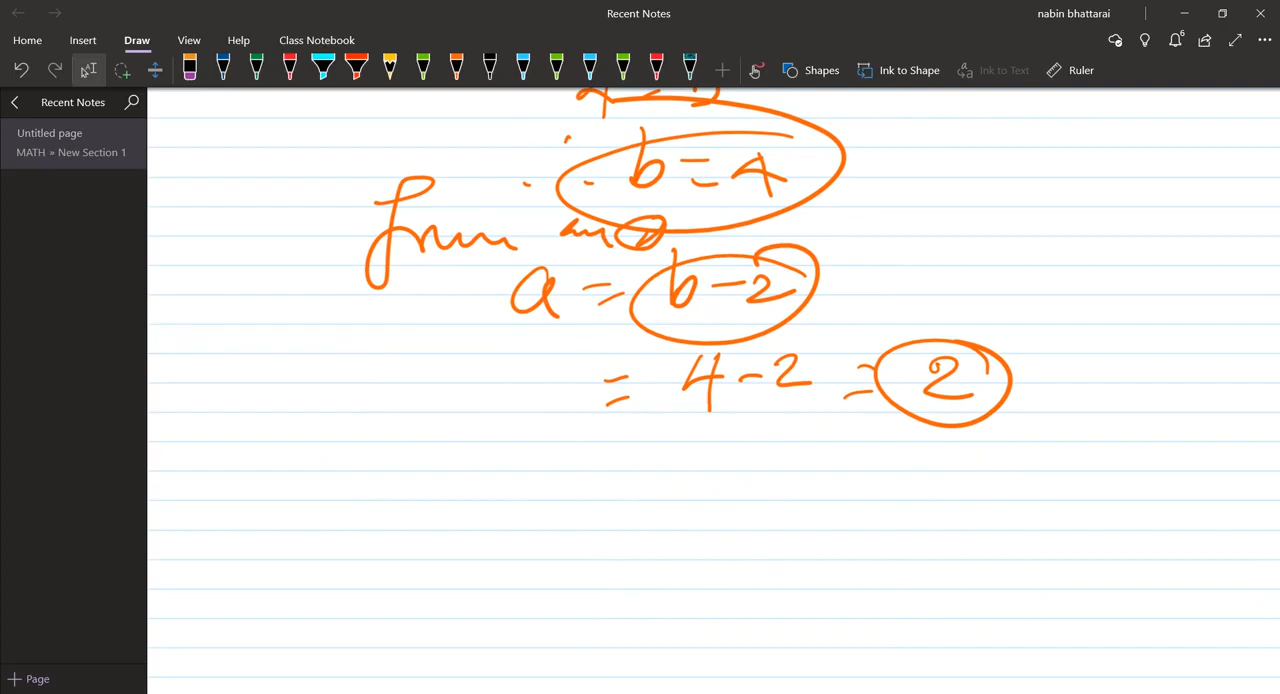 Recent Notes
nabin bhattarai
Home Insert Draw View Help Class Notebook
6
Shapes Ink to Shape Ink to Text Ruler
Recent Notes
Untitled page
MATH » New Section 1
b = 4
from
a = b - 2
= 4 - 2 = 2
Page